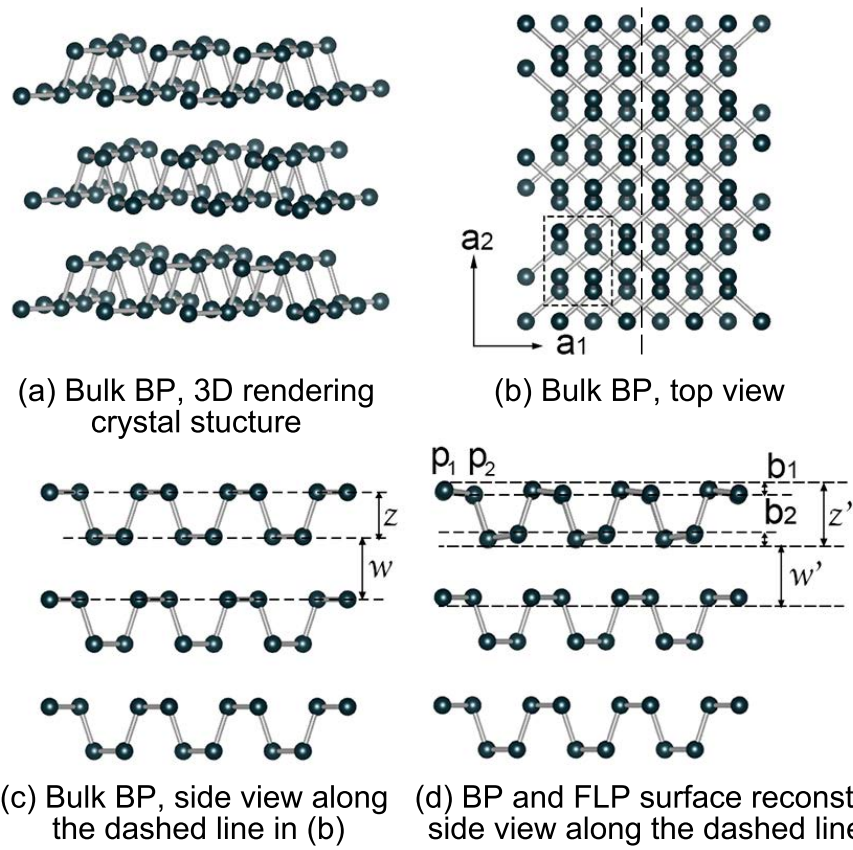 a2
a1
(a) Bulk BP, 3D rendering
crystal stucture
(b) Bulk BP, top view
z
w
p1 p2
b1
b2
z'
w'
(c) Bulk BP, side view along
the dashed line in (b)
(d) BP and FLP surface reconst
side view along the dashed line